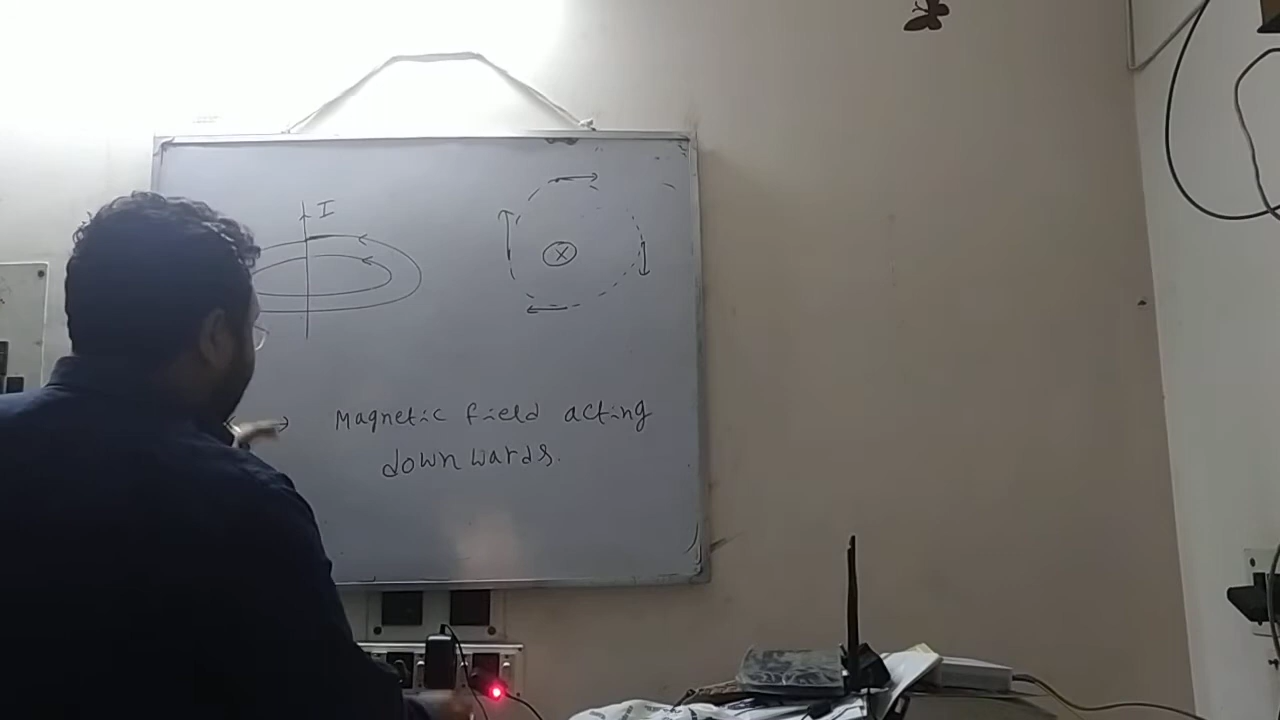 I
X
Magnetic field acting
downwards.